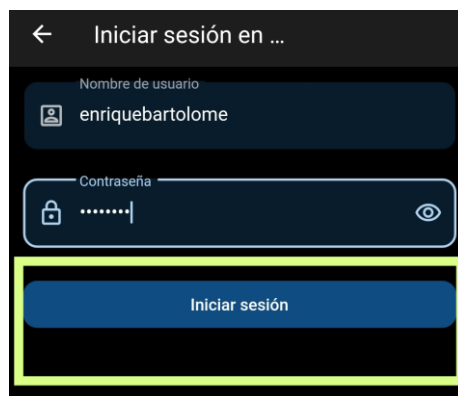 Iniciar sesión en ...
Nombre de usuario
enriquebartolome
Contraseña
••••••••
Iniciar sesión